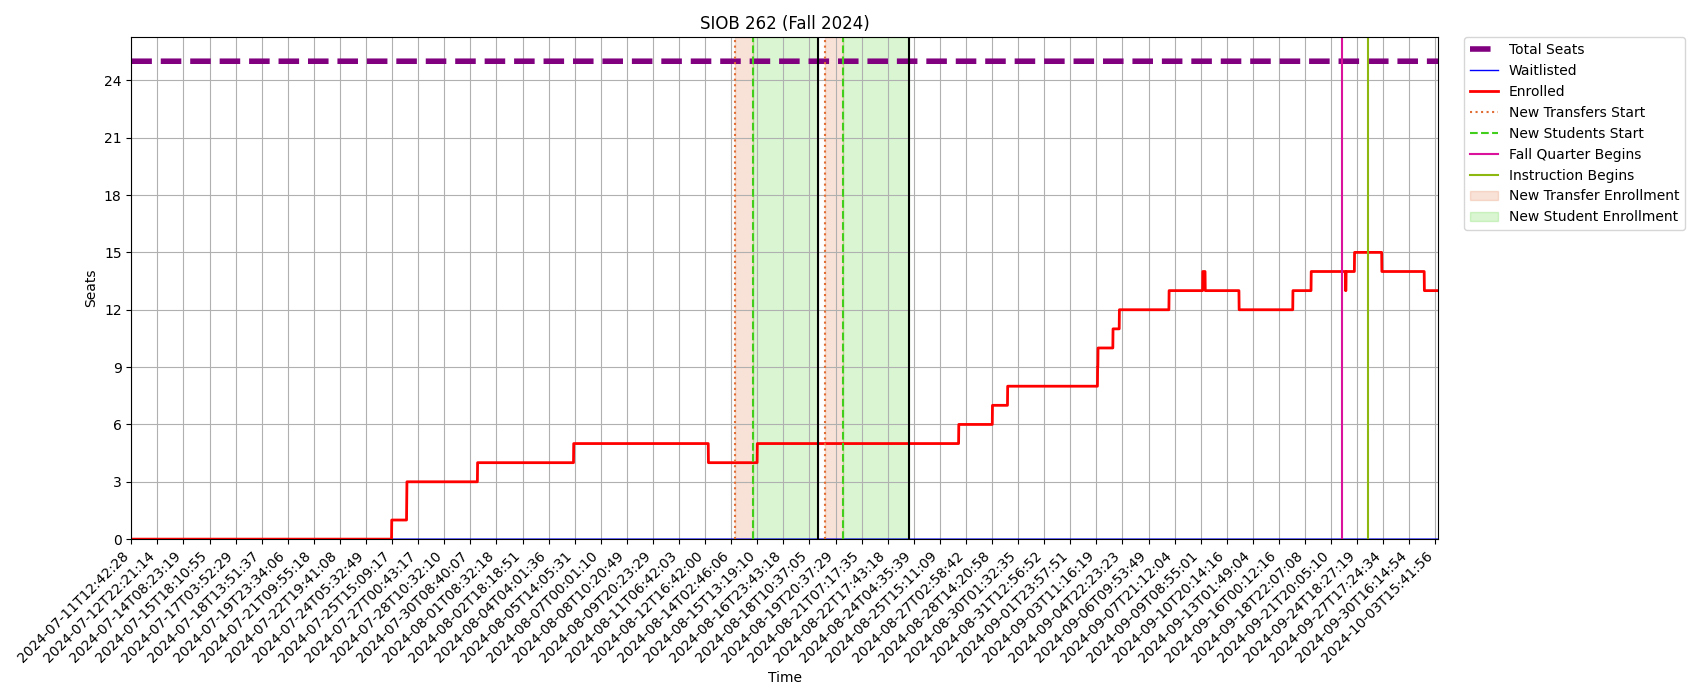 SIOB 262 (Fall 2024)
Seats
24
21
18
15
12
9
6
3
0
Total Seats
Waitlisted
Enrolled
New Transfers Start
New Students Start
Fall Quarter Begins
Instruction Begins
New Transfer Enrollment
New Student Enrollment
2024-07-11T12:42:28
2024-07-12T22:21:14
2024-07-14T08:23:19
2024-07-15T18:10:55
2024-07-17T03:52:29
2024-07-18T13:51:37
2024-07-19T23:34:06
2024-07-21T09:55:18
2024-07-22T19:41:08
2024-07-24T05:32:49
2024-07-25T15:09:17
2024-07-27T00:43:17
2024-07-28T10:32:10
2024-07-30T08:40:07
2024-08-01T08:32:18
2024-08-02T18:18:51
2024-08-04T04:01:36
2024-08-05T14:05:31
2024-08-07T00:01:10
2024-08-08T10:20:49
2024-08-09T20:23:29
2024-08-11T06:42:03
2024-08-12T16:42:00
2024-08-14T02:46:06
2024-08-15T13:19:10
2024-08-16T23:43:18
2024-08-18T10:37:05
2024-08-19T20:37:29
2024-08-21T07:17:35
2024-08-22T17:43:18
2024-08-24T04:35:39
2024-08-25T15:11:09
2024-08-27T02:58:42
2024-08-28T14:20:58
2024-08-30T01:32:35
2024-08-31T12:56:52
2024-09-01T23:57:51
2024-09-03T11:16:19
2024-09-04T22:23:23
2024-09-06T09:53:49
2024-09-07T21:12:04
2024-09-09T08:55:01
2024-09-10T20:14:16
2024-09-13T01:49:04
2024-09-16T00:12:16
2024-09-18T22:07:08
2024-09-21T20:05:10
2024-09-24T18:27:19
2024-09-27T17:24:34
2024-09-30T16:14:54
2024-10-03T15:41:56
Time